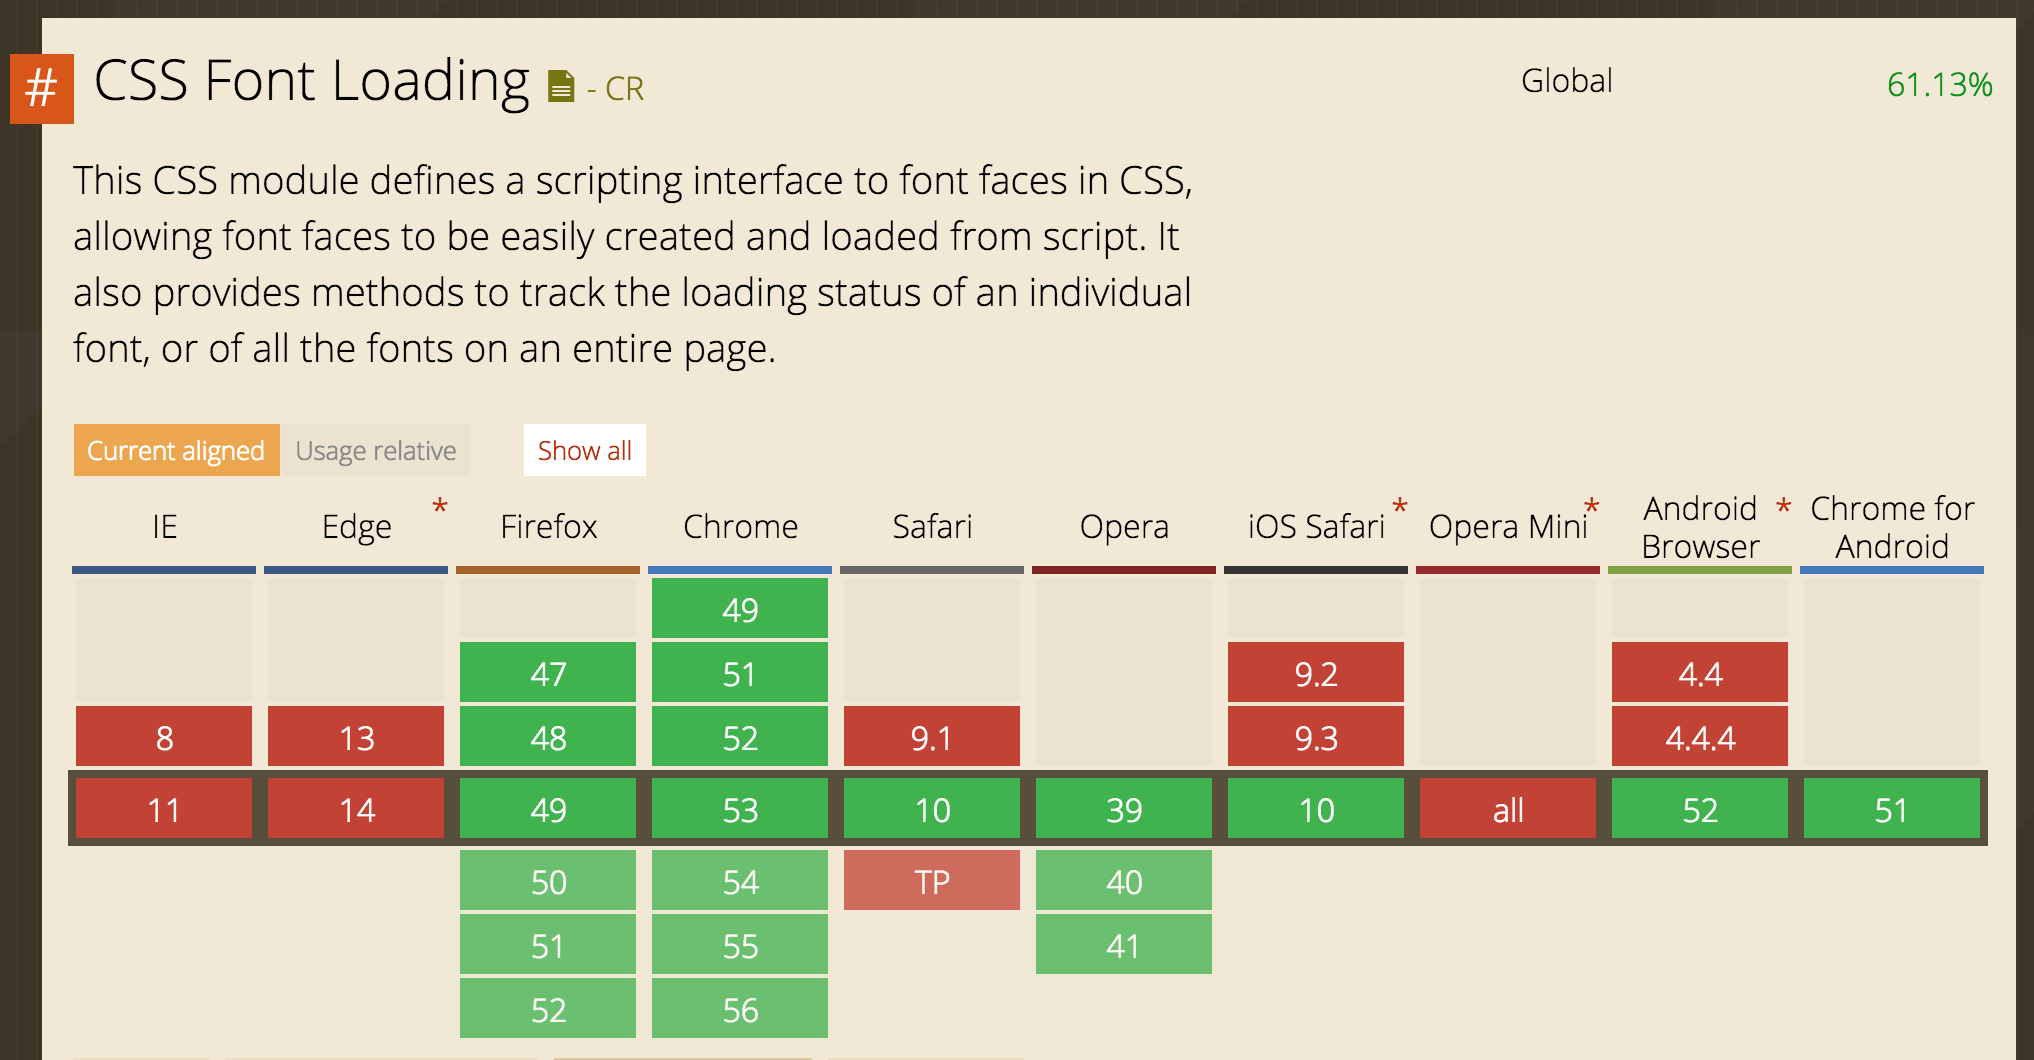 # CSS Font Loading - CR Global 61.13%
This CSS module defines a scripting interface to font faces in CSS,
allowing font faces to be easily created and loaded from script. It
also provides methods to track the loading status of an individual
font, or of all the fonts on an entire page.
Current aligned Usage relative Show all
IE Edge * Firefox Chrome Safari Opera iOS Safari * Opera Mini * Android Browser * Chrome for Android
49
47 51 9.2 4.4
8 13 48 52 9.1 9.3 4.4.4
11 14 49 53 10 39 10 all 52 51
50 54 TP 40
51 55 41
52 56